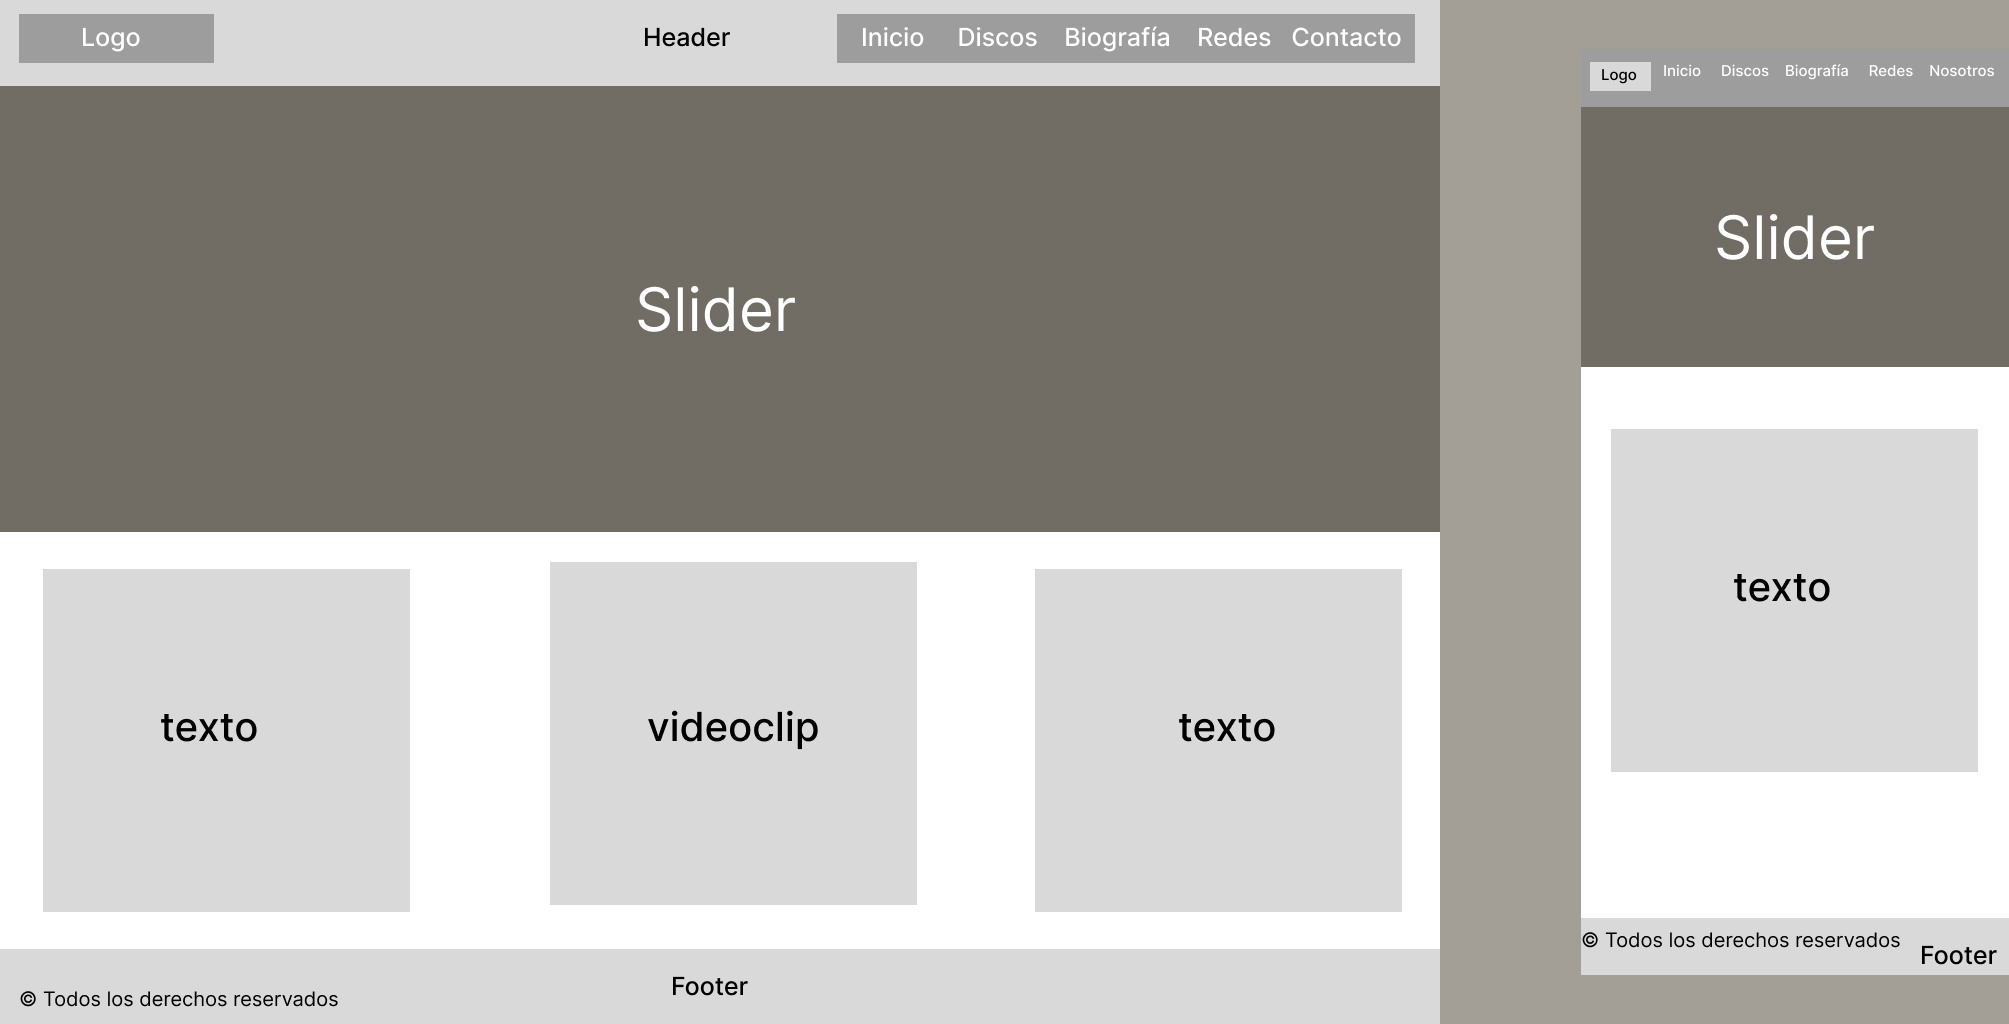 Logo
Header
Inicio Discos Biografía Redes Contacto
Slider
texto
videoclip
texto
Footer
© Todos los derechos reservados
Logo
Inicio Discos Biografía Redes Nosotros
Slider
texto
© Todos los derechos reservados
Footer